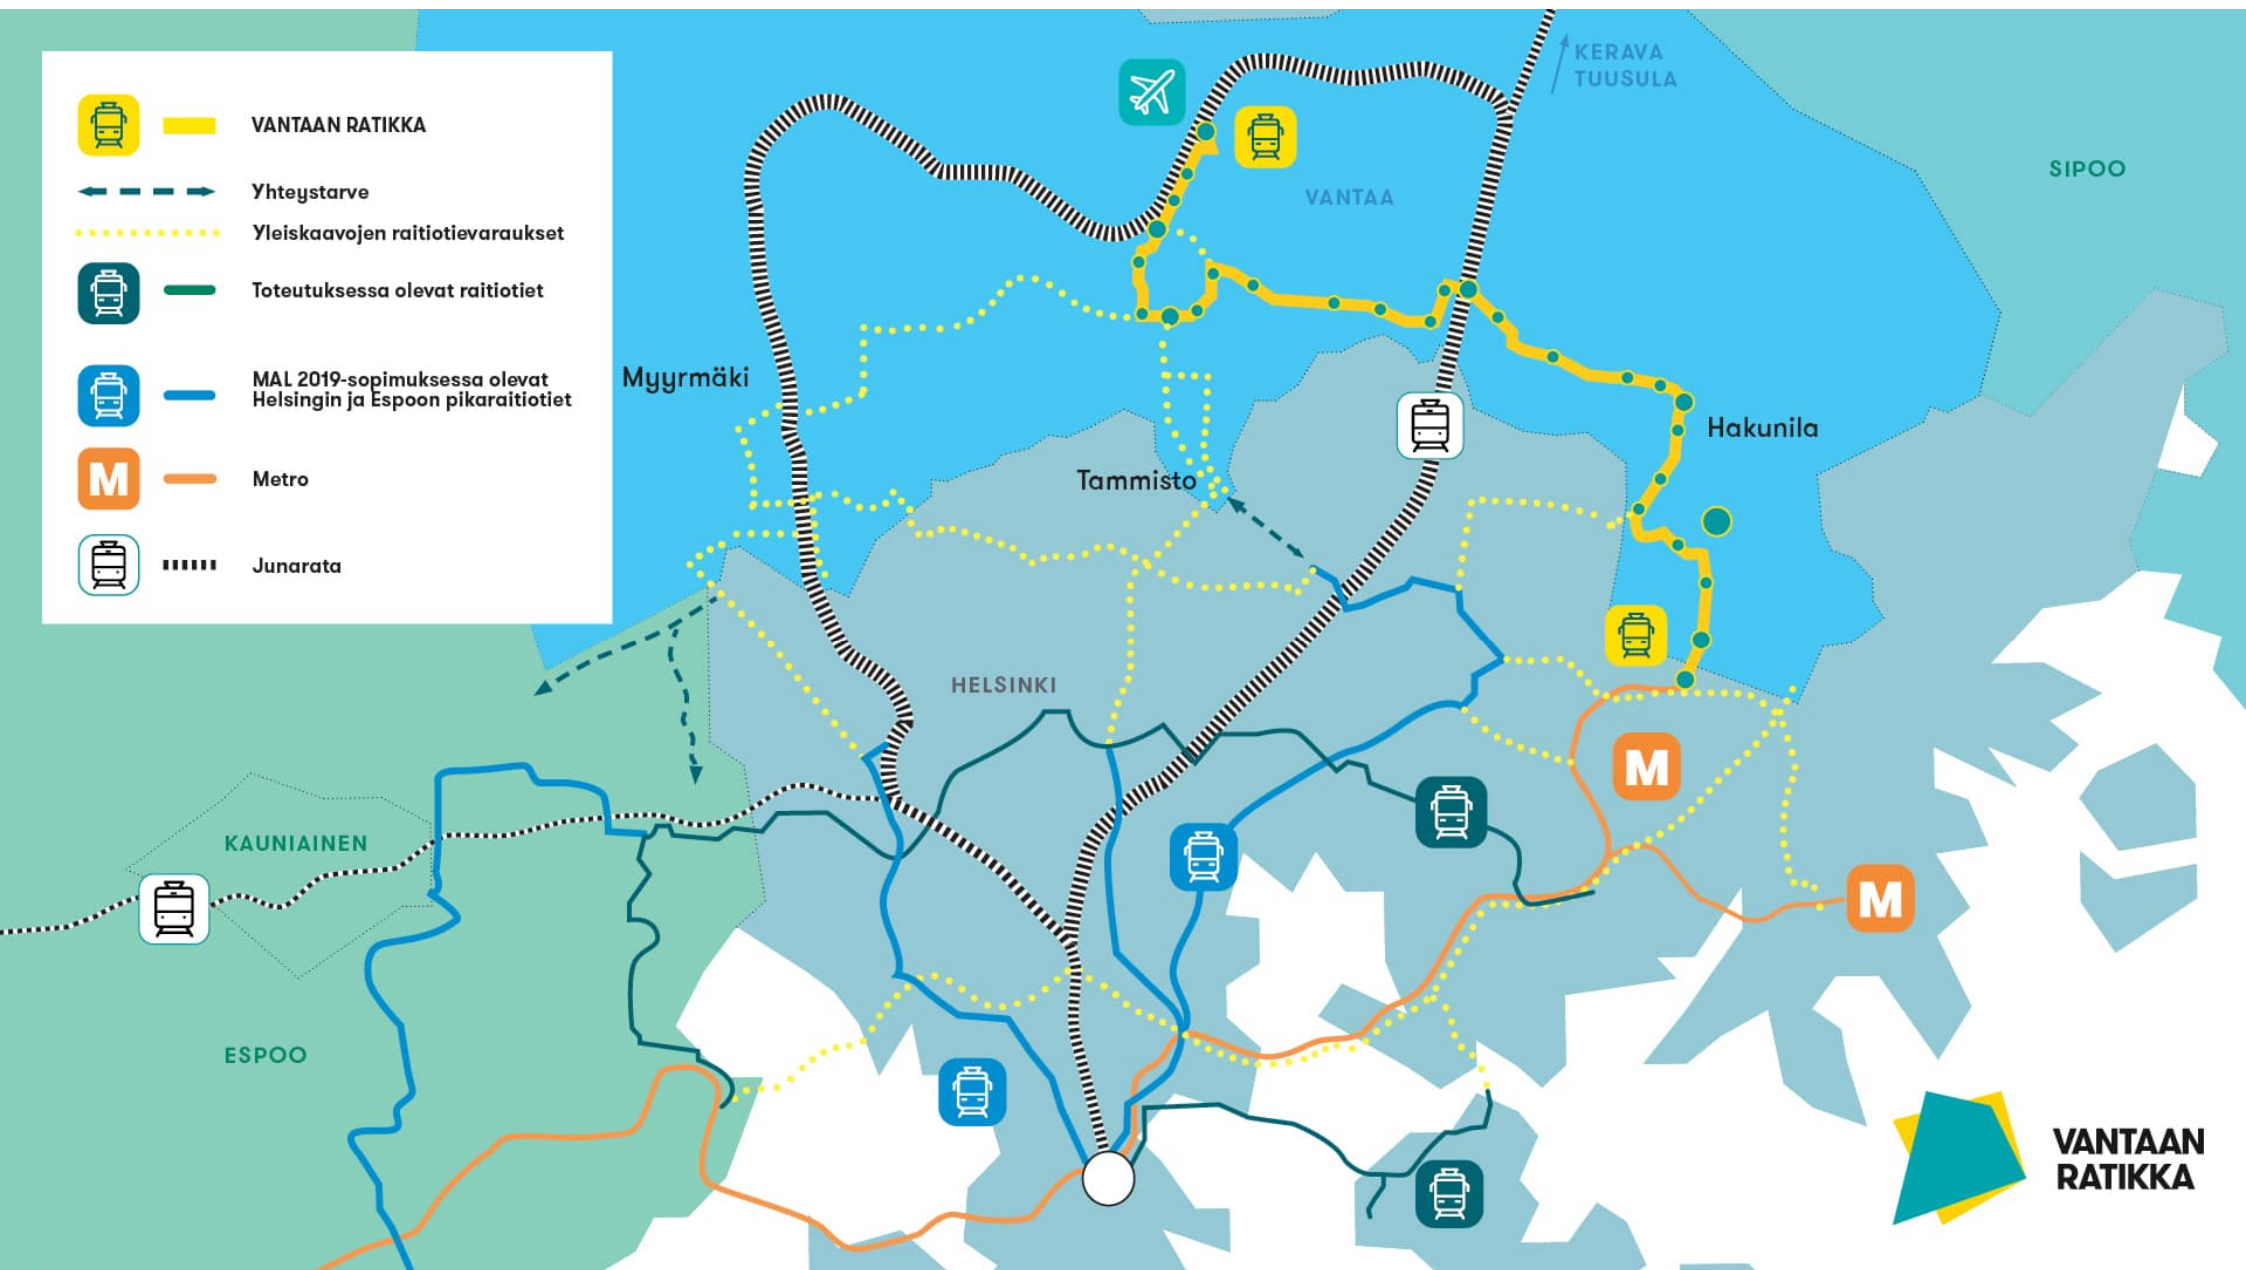 VANTAAN RATIKKA
Yhteystarve
Yleiskaavojen raitiotievaraukset
Toteutuksessa olevat raitiotiet
MAL 2019-sopimuksessa olevat
Helsingin ja Espoon pikaraitiotiet
M
Metro
Junarata
KERAVA
TUUSULA
SIPOO
VANTAA
Myyrmäki
Hakunila
Tammisto
HELSINKI
M
KAUNIAINEN
M
ESPOO
VANTAAN
RATIKKA